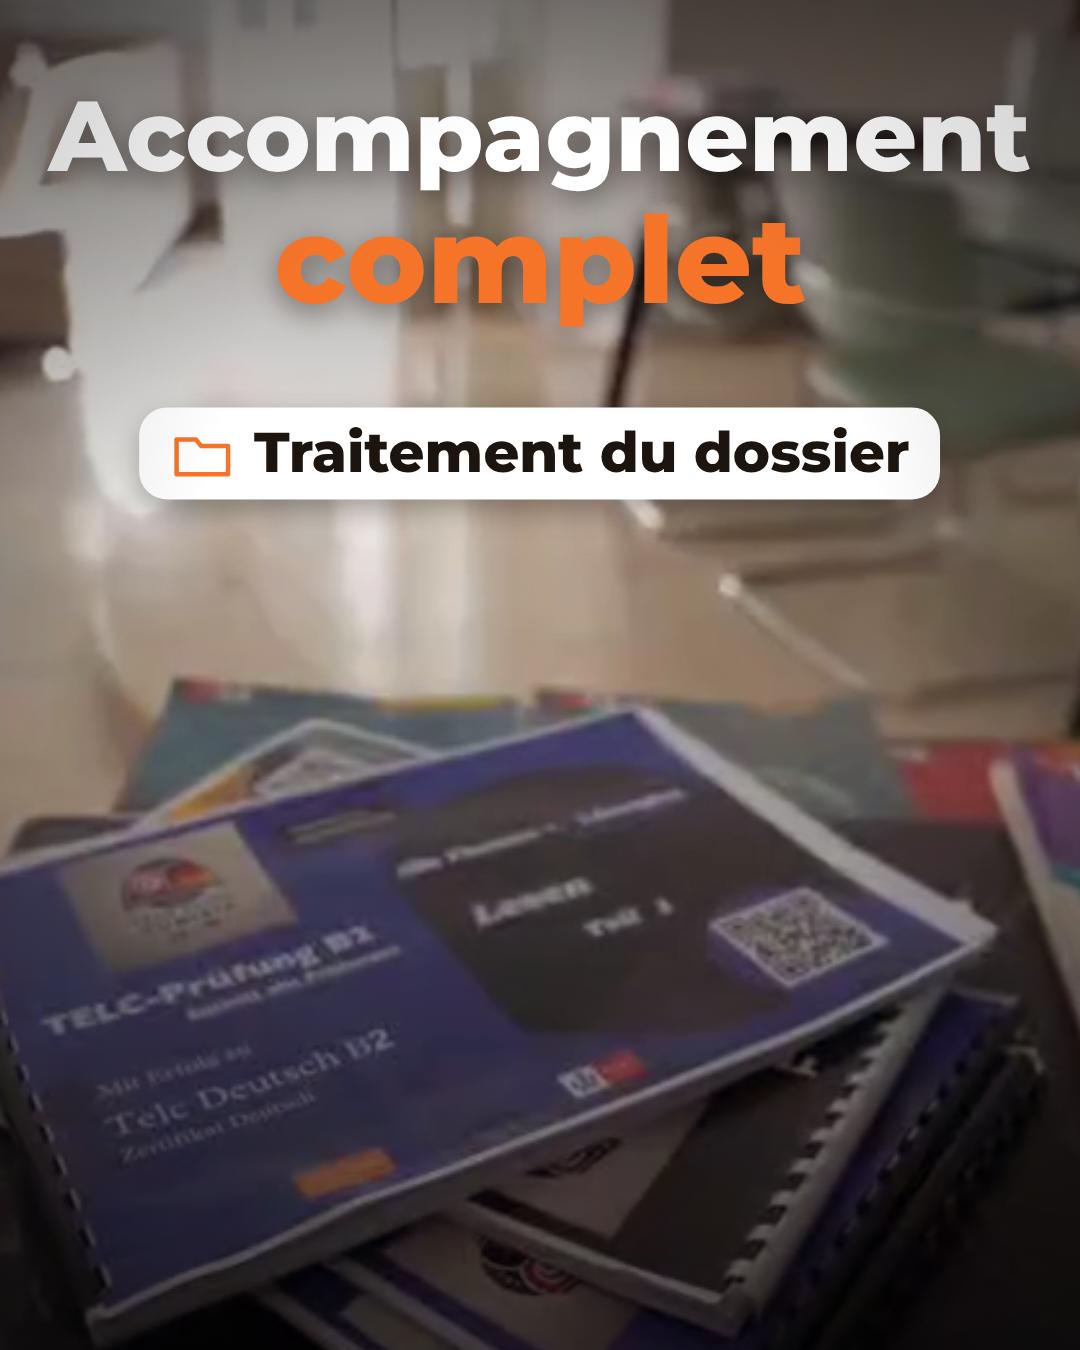 Accompagnement
complet
Traitement du dossier
Lesen
Teil 1
TELC-Prüfung B2
Mit Erfolg zu
Telc Deutsch B2
Zertifikat Deutsch